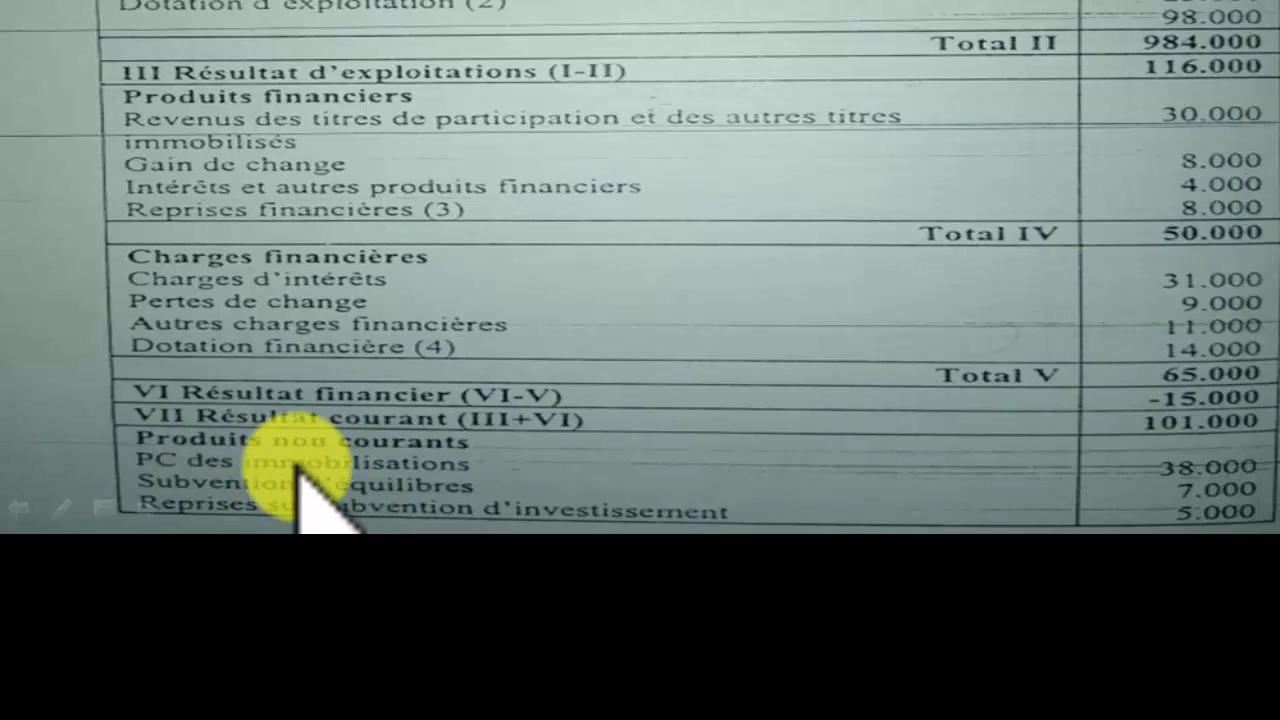 Dotation d'exploitation (2)
98.000
Total II 984.000
III Résultat d'exploitations (I-II) 116.000
Produits financiers
Revenus des titres de participation et des autres titres 30.000
immobilisés
Gain de change 8.000
Intérêts et autres produits financiers 4.000
Reprises financières (3) 8.000
Total IV 50.000
Charges financières
Charges d'intérêts 31.000
Pertes de change 9.000
Autres charges financières 11.000
Dotation financière (4) 14.000
Total V 65.000
VI Résultat financier (VI-V) -15.000
VII Résultat courant (III+VI) 101.000
Produits non courants
PC des immobilisations 38.000
Subvention équilibres 7.000
Reprises subvention d'investissement 5.000